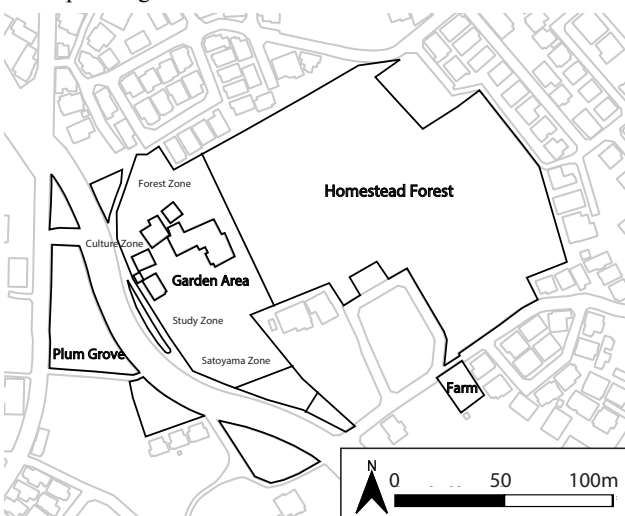 Forest Zone
Homestead Forest
Culture Zone
Garden Area
Study Zone
Plum Grove
Satoyama Zone
Farm
N
0 50 100m